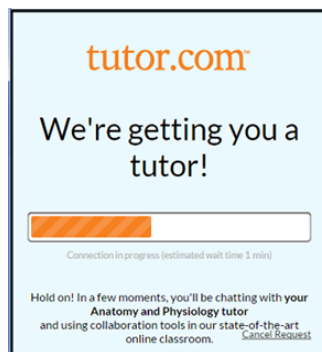 tutor.com™
We're getting you a
tutor!
Connection in progress (estimated wait time 1 min)
Hold on! In a few moments, you'll be chatting with your
Anatomy and Physiology tutor
and using collaboration tools in our state-of-the-art
online classroom.
Cancel Request